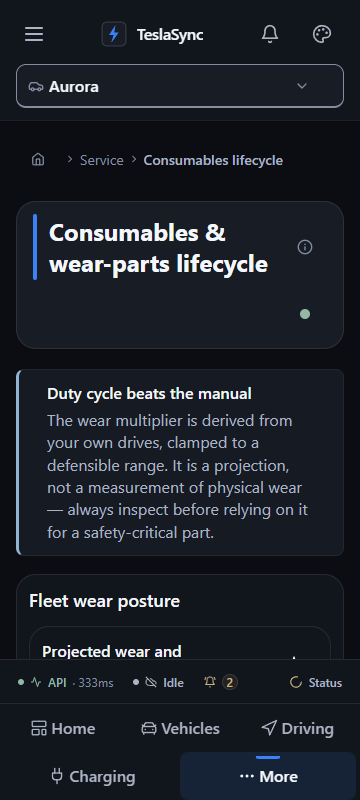 TeslaSync
Aurora
Service
Consumables lifecycle
Consumables &
wear-parts lifecycle
Duty cycle beats the manual
The wear multiplier is derived from
your own drives, clamped to a
defensible range. It is a projection,
not a measurement of physical wear
— always inspect before relying on it
for a safety-critical part.
Fleet wear posture
Projected wear and
API · 333ms
Idle
2
Status
Home
Vehicles
Driving
Charging
More